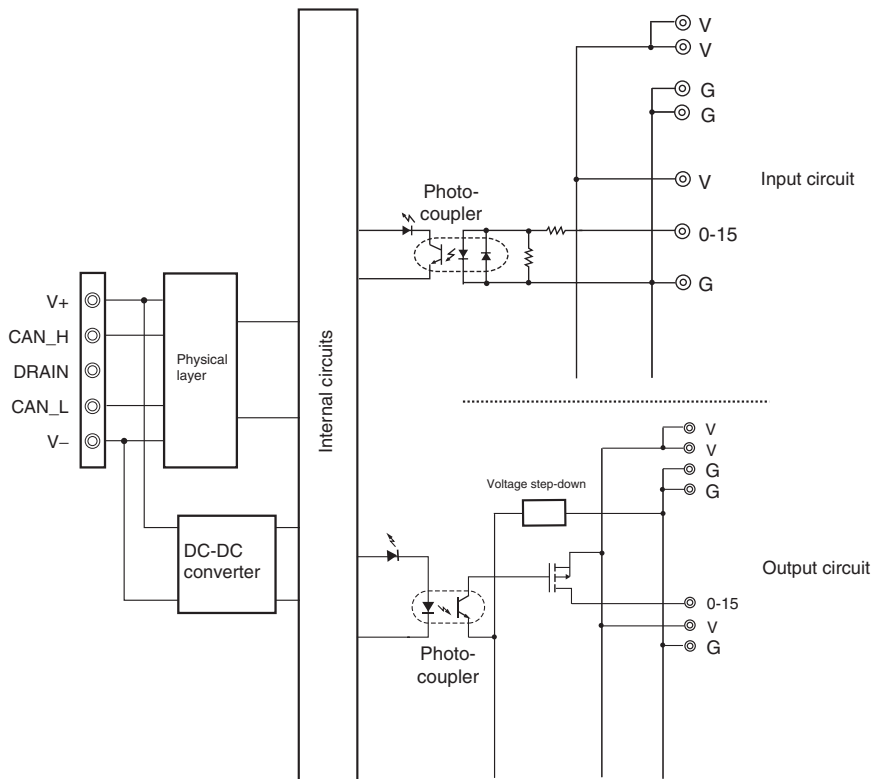 V
V
G
G
V
Input circuit
Photo-
coupler
0-15
G
V+
CAN_H
DRAIN
CAN_L
V–
Physical
layer
Internal circuits
V
V
G
G
Voltage step-down
DC-DC
converter
Output circuit
0-15
V
G
Photo-
coupler